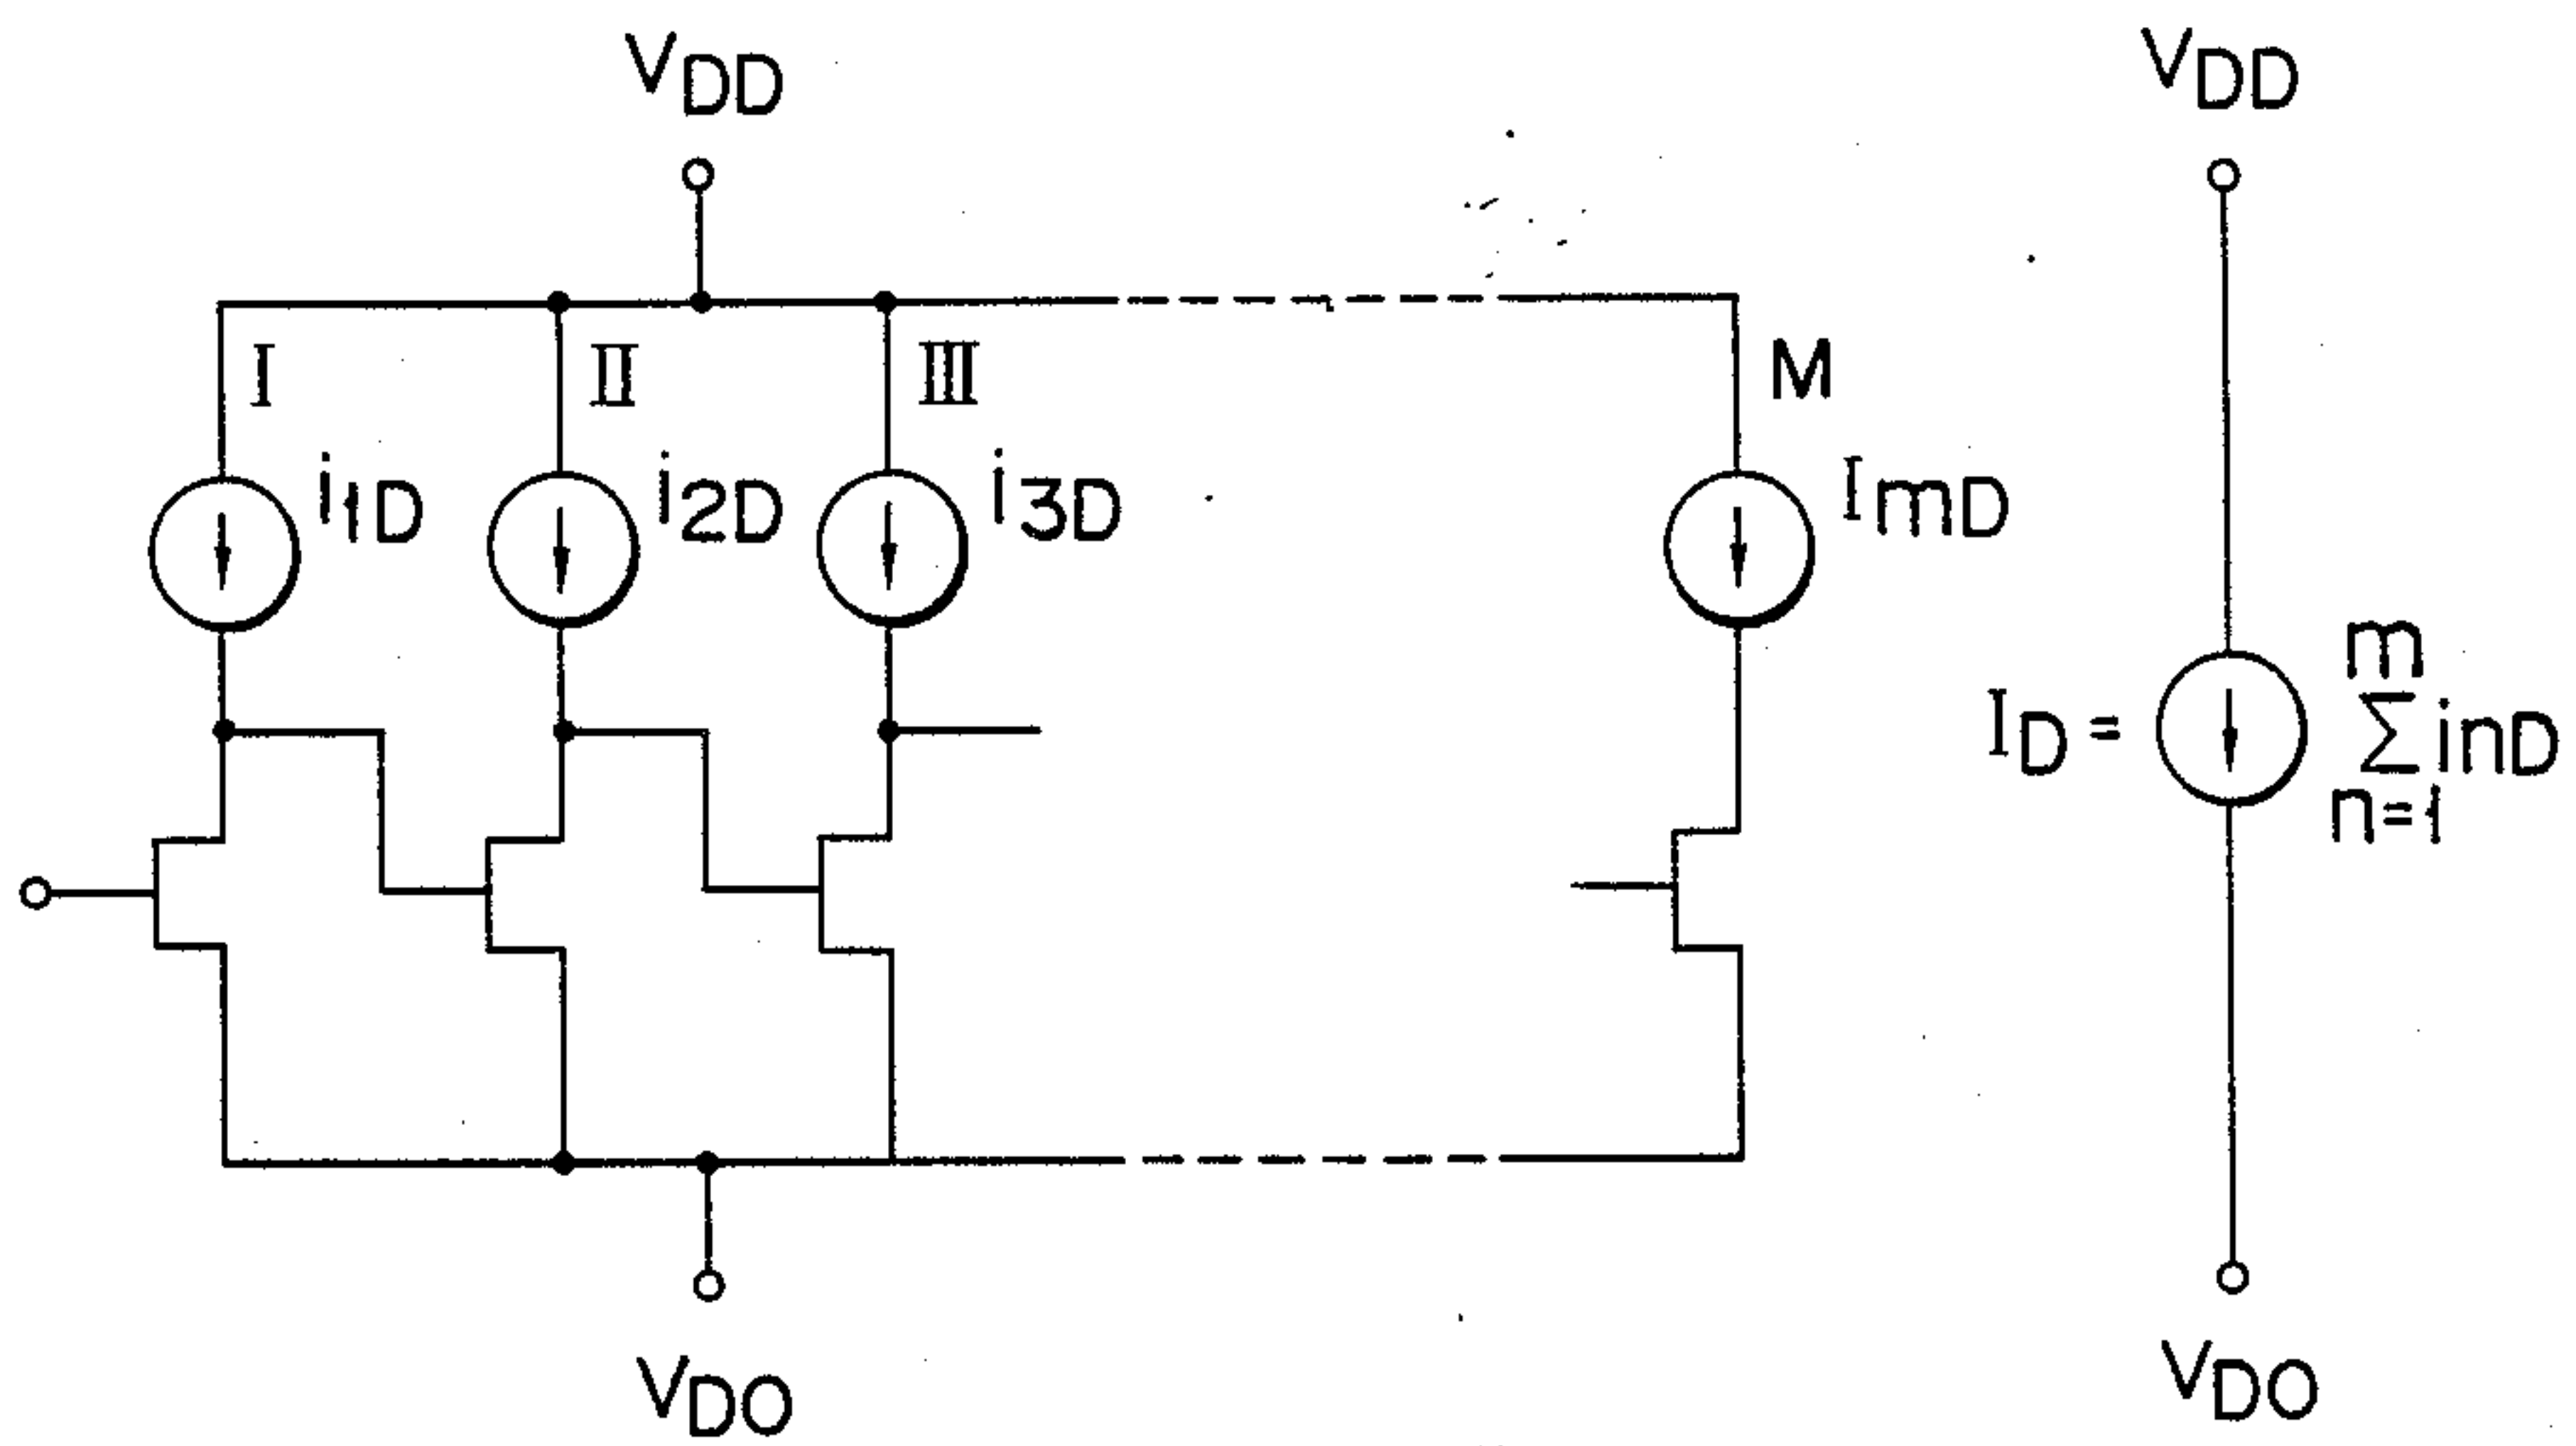 VDD
VDD
I
II
III
M
i1D
i2D
i3D
ImD
m
ID = Σ inD
n=1
VDO
VDO